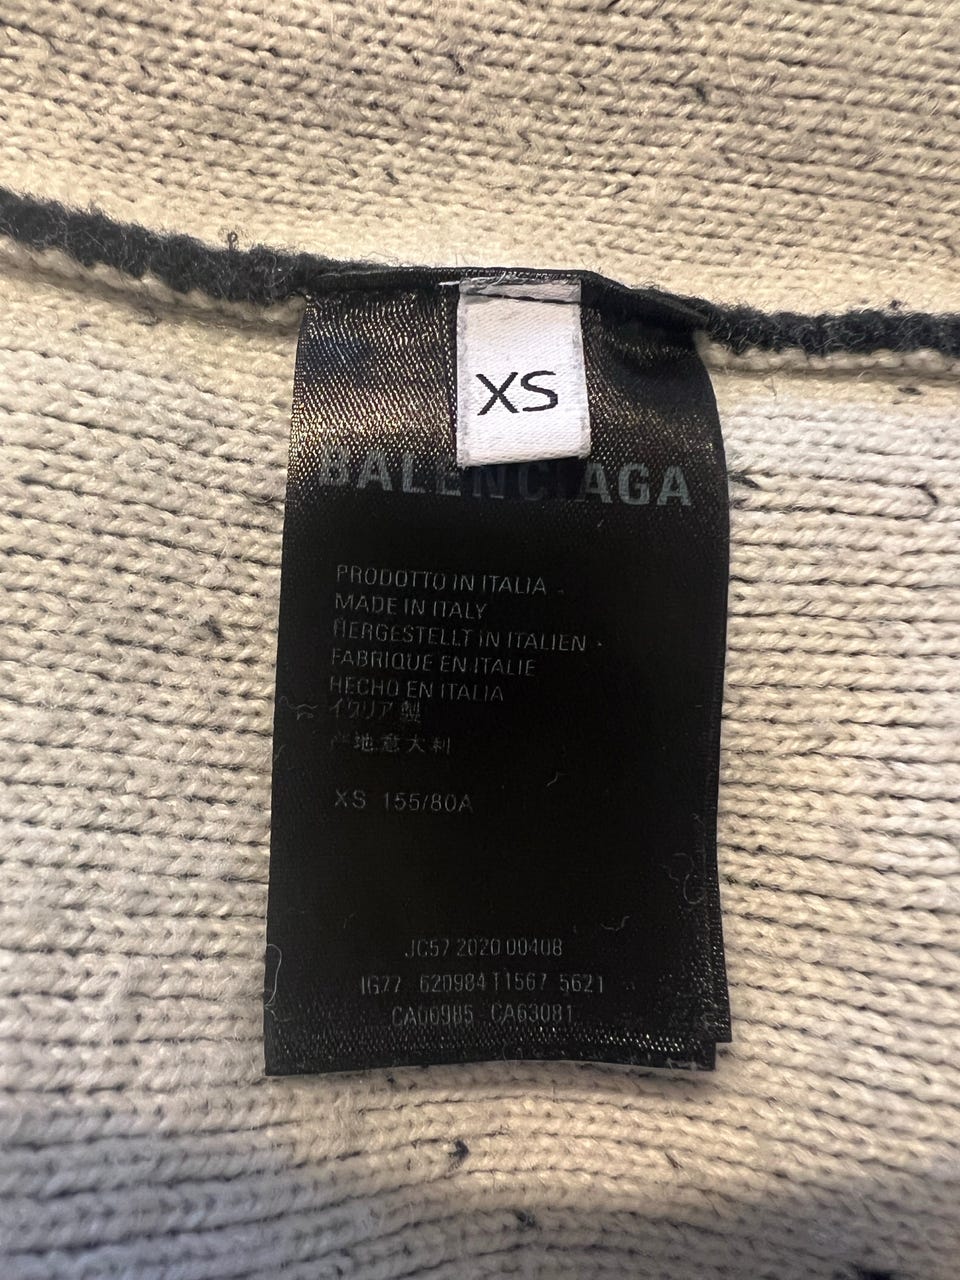 XS
BALENCIAGA
PRODOTTO IN ITALIA
MADE IN ITALY
HERGESTELLT IN ITALIEN
FABRIQUE EN ITALIE
HECHO EN ITALIA
イタリア製
产地意大利
XS 155/80A
JC57 2020 00408
IG77 620984 T1567 5621
CA00985 CA63081